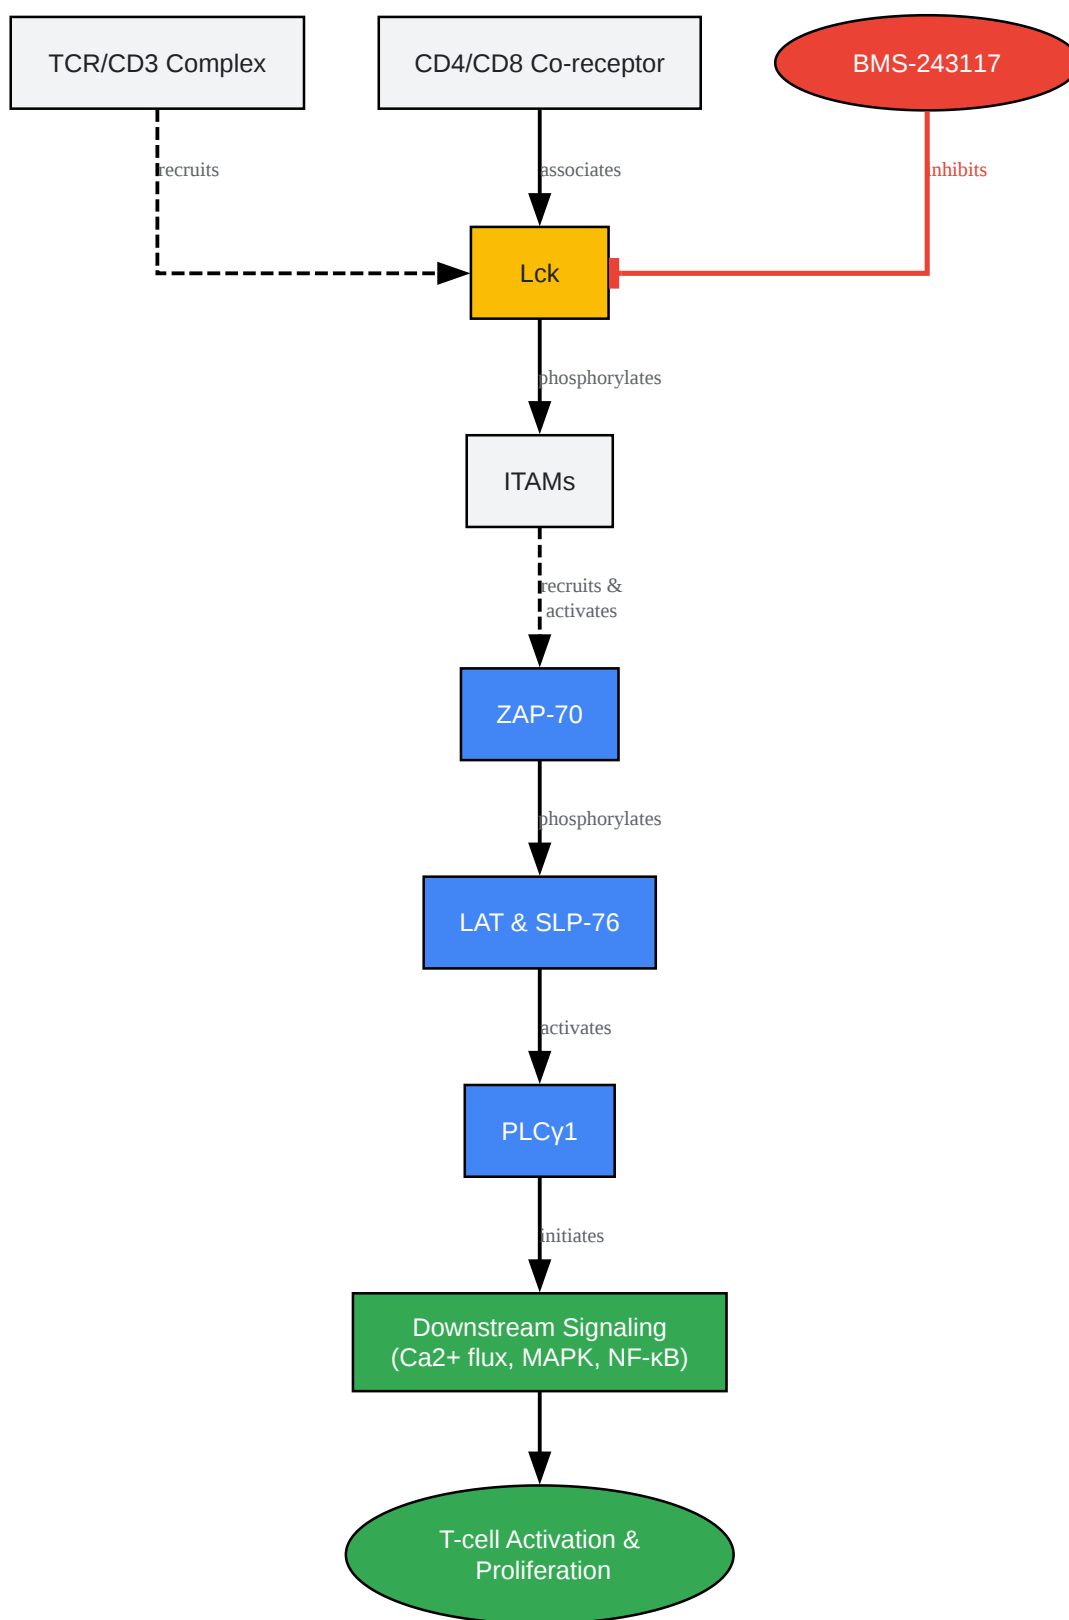 TCR/CD3 Complex
CD4/CD8 Co-receptor
BMS-243117
recruits
associates
inhibits
Lck
phosphorylates
ITAMs
recruits &
activates
ZAP-70
phosphorylates
LAT & SLP-76
activates
PLCγ1
initiates
Downstream Signaling
(Ca2+ flux, MAPK, NF-κB)
T-cell Activation &
Proliferation